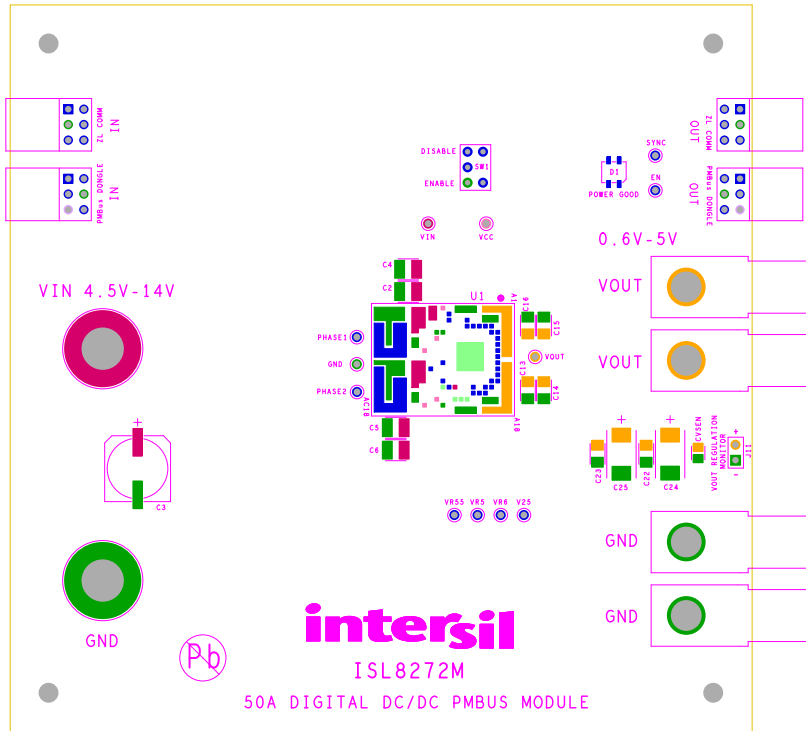 ZL COMM
IN
PMBus DONGLE
IN
DISABLE
SW1
ENABLE
VIN
VCC
SYNC
D1
EN
POWER GOOD
OUT
ZL COMM
OUT
PMBus DONGLE
0.6V-5V
VIN 4.5V-14V
C4
C2
U1
A1
C16
C15
VOUT
PHASE1
GND
PHASE2
VOUT
C13
C14
VOUT
AC18
A18
C5
C6
+
C3
+
+
C23
C25
C22
C24
CVSEN
VOUT REGULATION
MONITOR
+
J11
-
VR55
VR5
VR6
V25
GND
GND
GND
Pb
intersil
ISL8272M
50A DIGITAL DC/DC PMBUS MODULE